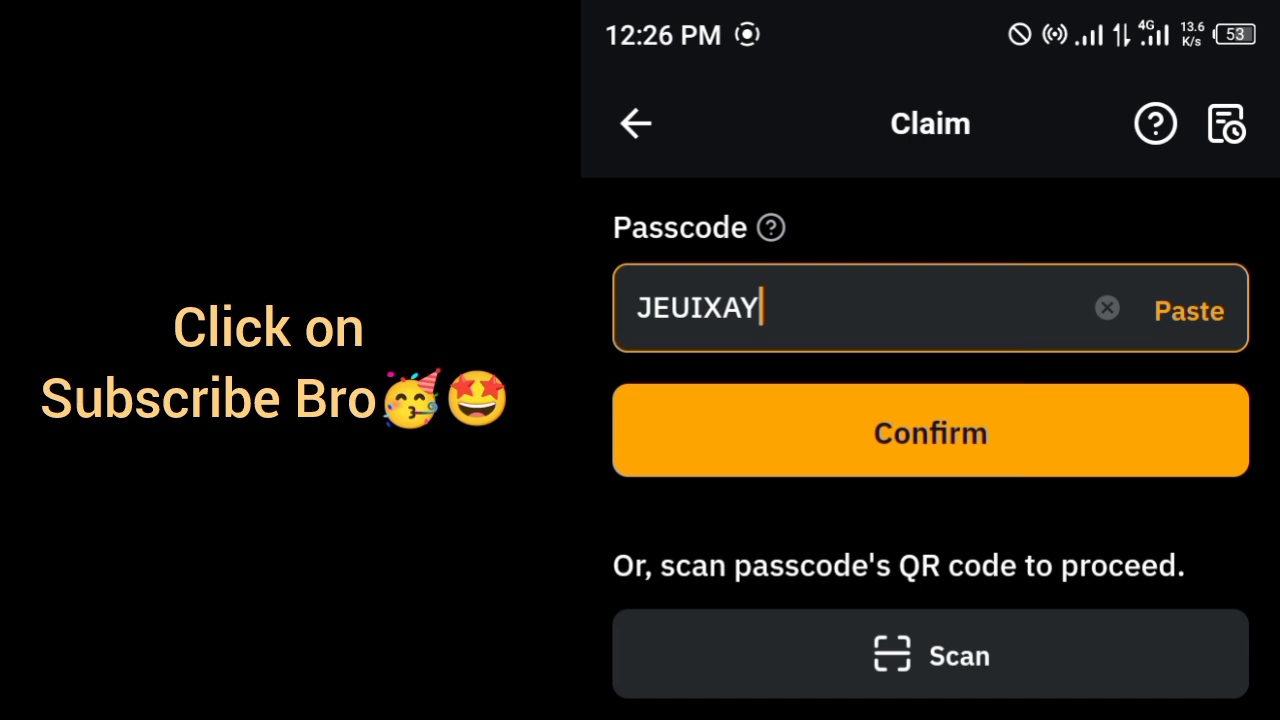 Click on
Subscribe Bro🥳🤩
12:26 PM
4G
13.6
K/s
53
Claim
Passcode
JEUIXAY
Paste
Confirm
Or, scan passcode's QR code to proceed.
Scan